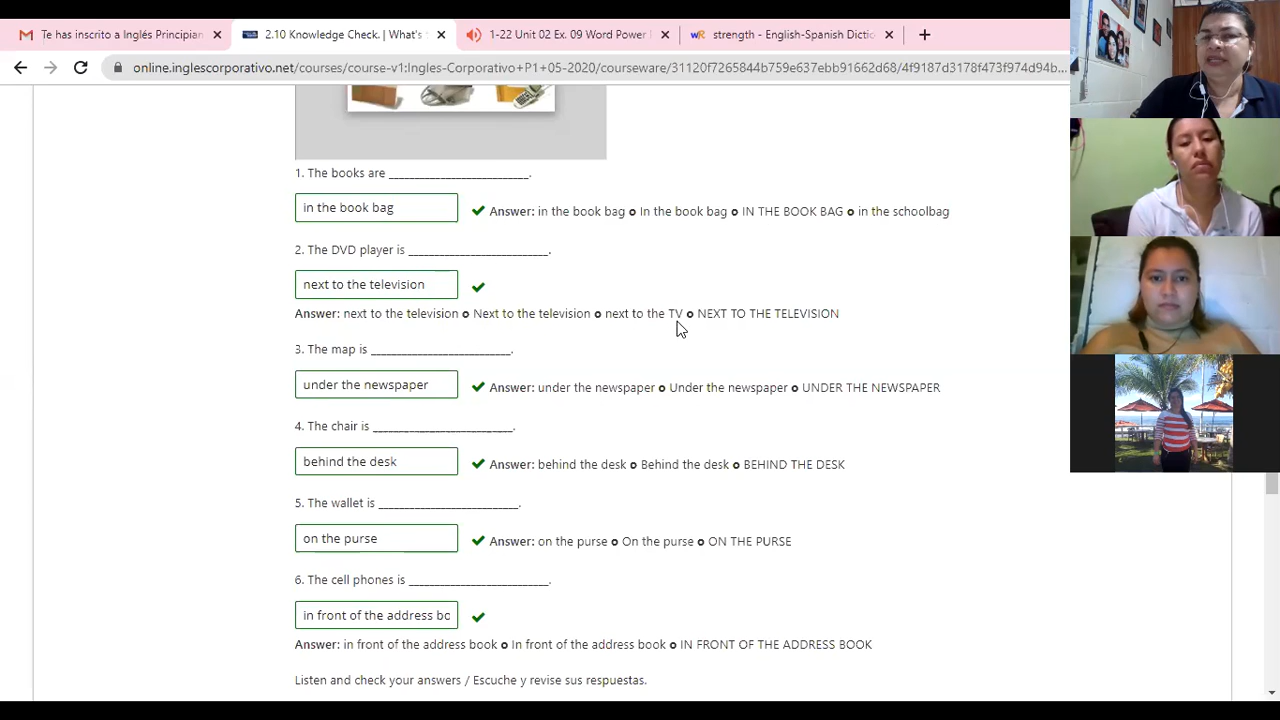 Te has inscrito a Inglés Principian
2.10 Knowledge Check. | What's
1-22 Unit 02 Ex. 09 Word Power
strength - English-Spanish Dictio
online.inglescorporativo.net/courses/course-v1:Ingles-Corporativo+P1+05-2020/courseware/31120f7265844b759e637ebb91662d68/4f9187d3178f473f974d94b...
1. The books are ________________________.
in the book bag
Answer: in the book bag o In the book bag o IN THE BOOK BAG o in the schoolbag
2. The DVD player is ________________________.
next to the television
Answer: next to the television o Next to the television o next to the TV o NEXT TO THE TELEVISION
3. The map is ________________________.
under the newspaper
Answer: under the newspaper o Under the newspaper o UNDER THE NEWSPAPER
4. The chair is ________________________.
behind the desk
Answer: behind the desk o Behind the desk o BEHIND THE DESK
5. The wallet is ________________________.
on the purse
Answer: on the purse o On the purse o ON THE PURSE
6. The cell phones is ________________________.
in front of the address bo
Answer: in front of the address book o In front of the address book o IN FRONT OF THE ADDRESS BOOK
Listen and check your answers / Escuche y revise sus respuestas.